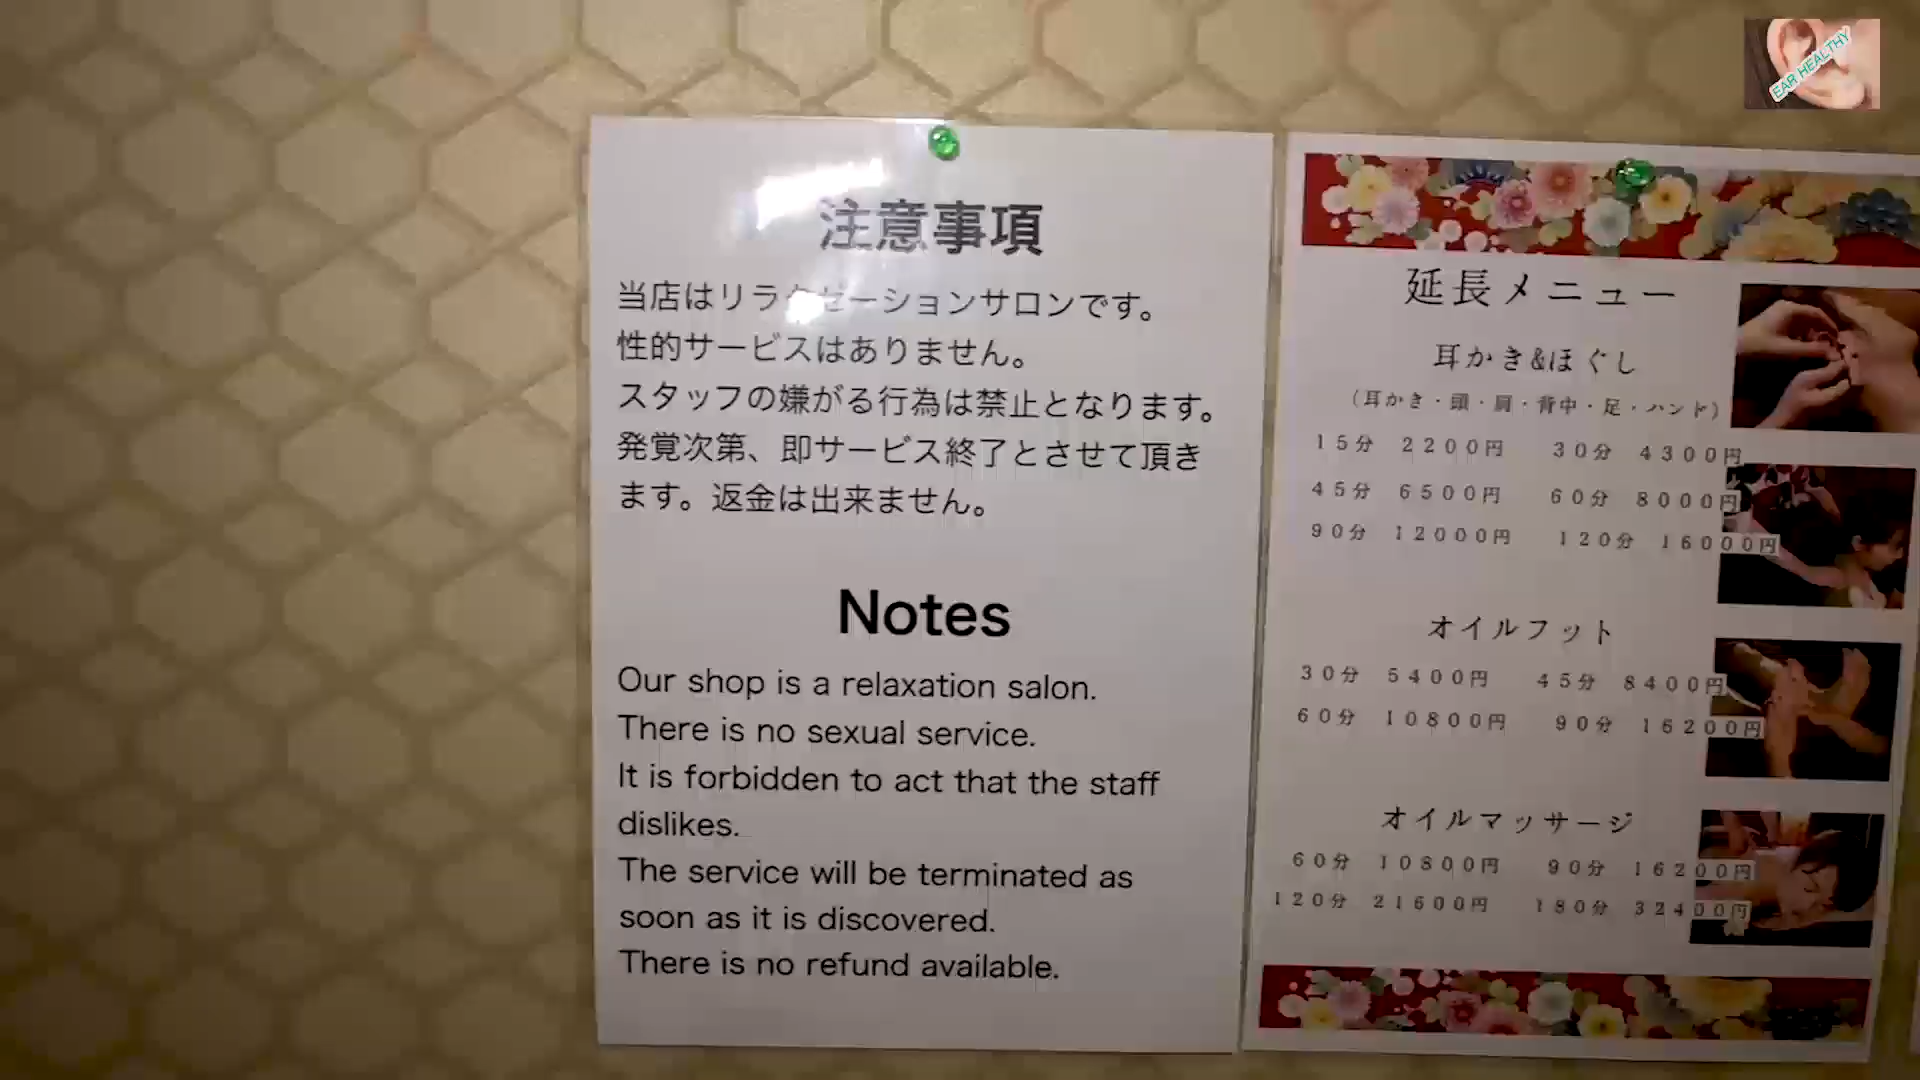 EAR HEALTHY
注意事項
当店はリラクゼーションサロンです。
性的サービスはありません。
スタッフの嫌がる行為は禁止となります。
発覚次第、即サービス終了とさせて頂き
ます。返金は出来ません。
Notes
Our shop is a relaxation salon.
There is no sexual service.
It is forbidden to act that the staff
dislikes.
The service will be terminated as
soon as it is discovered.
There is no refund available.
延長メニュー
耳かき&ほぐし
(耳かき・頭・肩・背中・足・ハンド)
15分 2200円 30分 4300円
45分 6500円 60分 8000円
90分 12000円 120分 16000円
オイルフット
30分 5400円 45分 8400円
60分 10800円 90分 16200円
オイルマッサージ
60分 10800円 90分 16200円
120分 21600円 180分 32400円